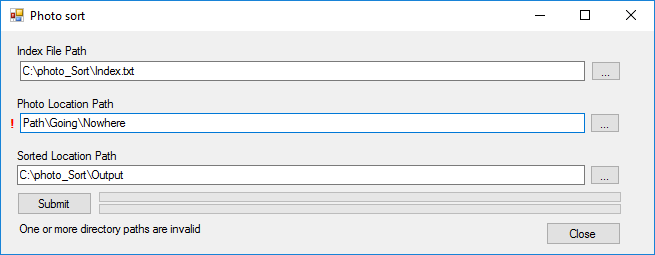 Photo sort
Index File Path
C:\photo_Sort\Index.txt
...
Photo Location Path
! Path\Going\Nowhere
...
Sorted Location Path
C:\photo_Sort\Output
...
Submit
One or more directory paths are invalid
Close